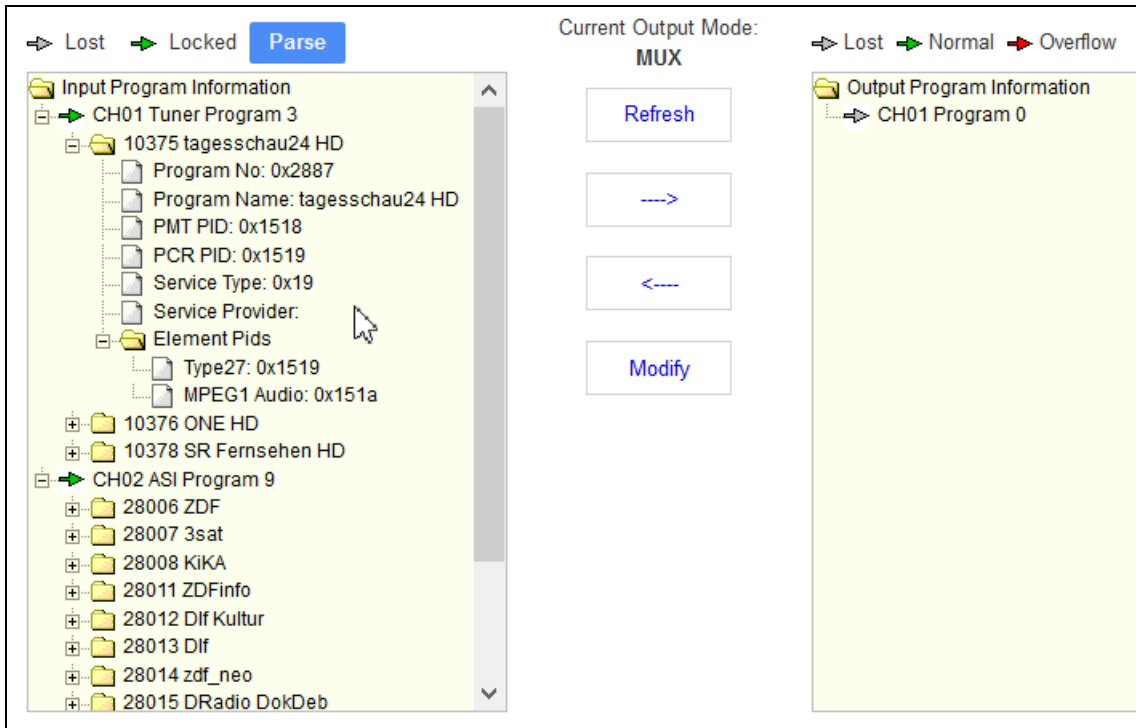 Lost Locked Parse
Input Program Information
CH01 Tuner Program 3
10375 tagesschau24 HD
Program No: 0x2887
Program Name: tagesschau24 HD
PMT PID: 0x1518
PCR PID: 0x1519
Service Type: 0x19
Service Provider:
Element Pids
Type27: 0x1519
MPEG1 Audio: 0x151a
10376 ONE HD
10378 SR Fernsehen HD
CH02 ASI Program 9
28006 ZDF
28007 3sat
28008 KiKA
28011 ZDFinfo
28012 Dlf Kultur
28013 Dlf
28014 zdf_neo
28015 DRadio DokDeb
Current Output Mode:
MUX
Refresh
---->
<----
Modify
Lost Normal Overflow
Output Program Information
CH01 Program 0